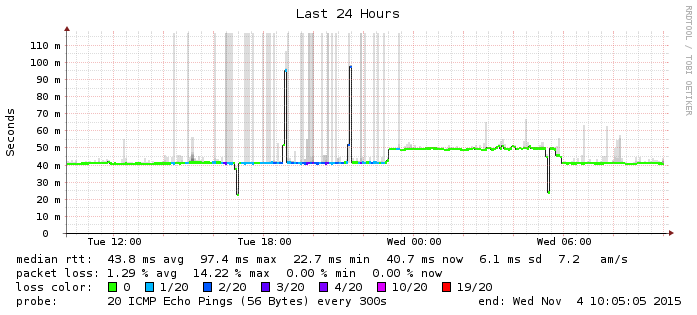 Last 24 Hours
RRDTOOL / TOBI OETIKER
Seconds
110 m
100 m
90 m
80 m
70 m
60 m
50 m
40 m
30 m
20 m
10 m
0
Tue 12:00 Tue 18:00 Wed 00:00 Wed 06:00
median rtt: 43.8 ms avg 97.4 ms max 22.7 ms min 40.7 ms now 6.1 ms sd 7.2 am/s
packet loss: 1.29 % avg 14.22 % max 0.00 % min 0.00 % now
loss color: 0 1/20 2/20 3/20 4/20 10/20 19/20
probe: 20 ICMP Echo Pings (56 Bytes) every 300s end: Wed Nov 4 10:05:05 2015